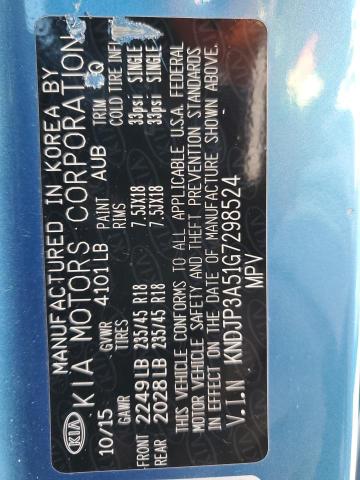 MANUFACTURED IN KOREA BY
KIA KIA MOTORS CORPORATION
10/15 GVWR 4101LB PAINT AUB TRIM Q
GAWR TIRES RIMS COLD TIRE INF
FRONT 2249LB 235/45 R18 7.5JX18 33psi SINGLE
REAR 2028LB 235/45 R18 7.5JX18 33psi SINGLE
THIS VEHICLE CONFORMS TO ALL APPLICABLE U.S.A. FEDERAL
MOTOR VEHICLE SAFETY AND THEFT PREVENTION STANDARDS
IN EFFECT ON THE DATE OF MANUFACTURE SHOWN ABOVE.
V.I.N KNDJP3A51G7298524
MPV